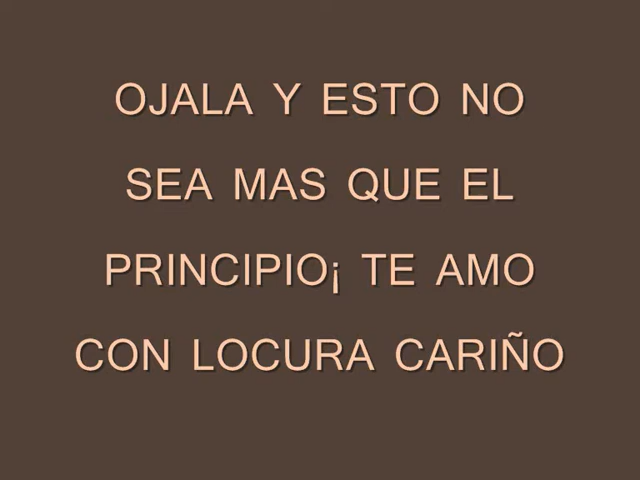 OJALA Y ESTO NO
SEA MAS QUE EL
PRINCIPIO¡ TE AMO
CON LOCURA CARIÑO